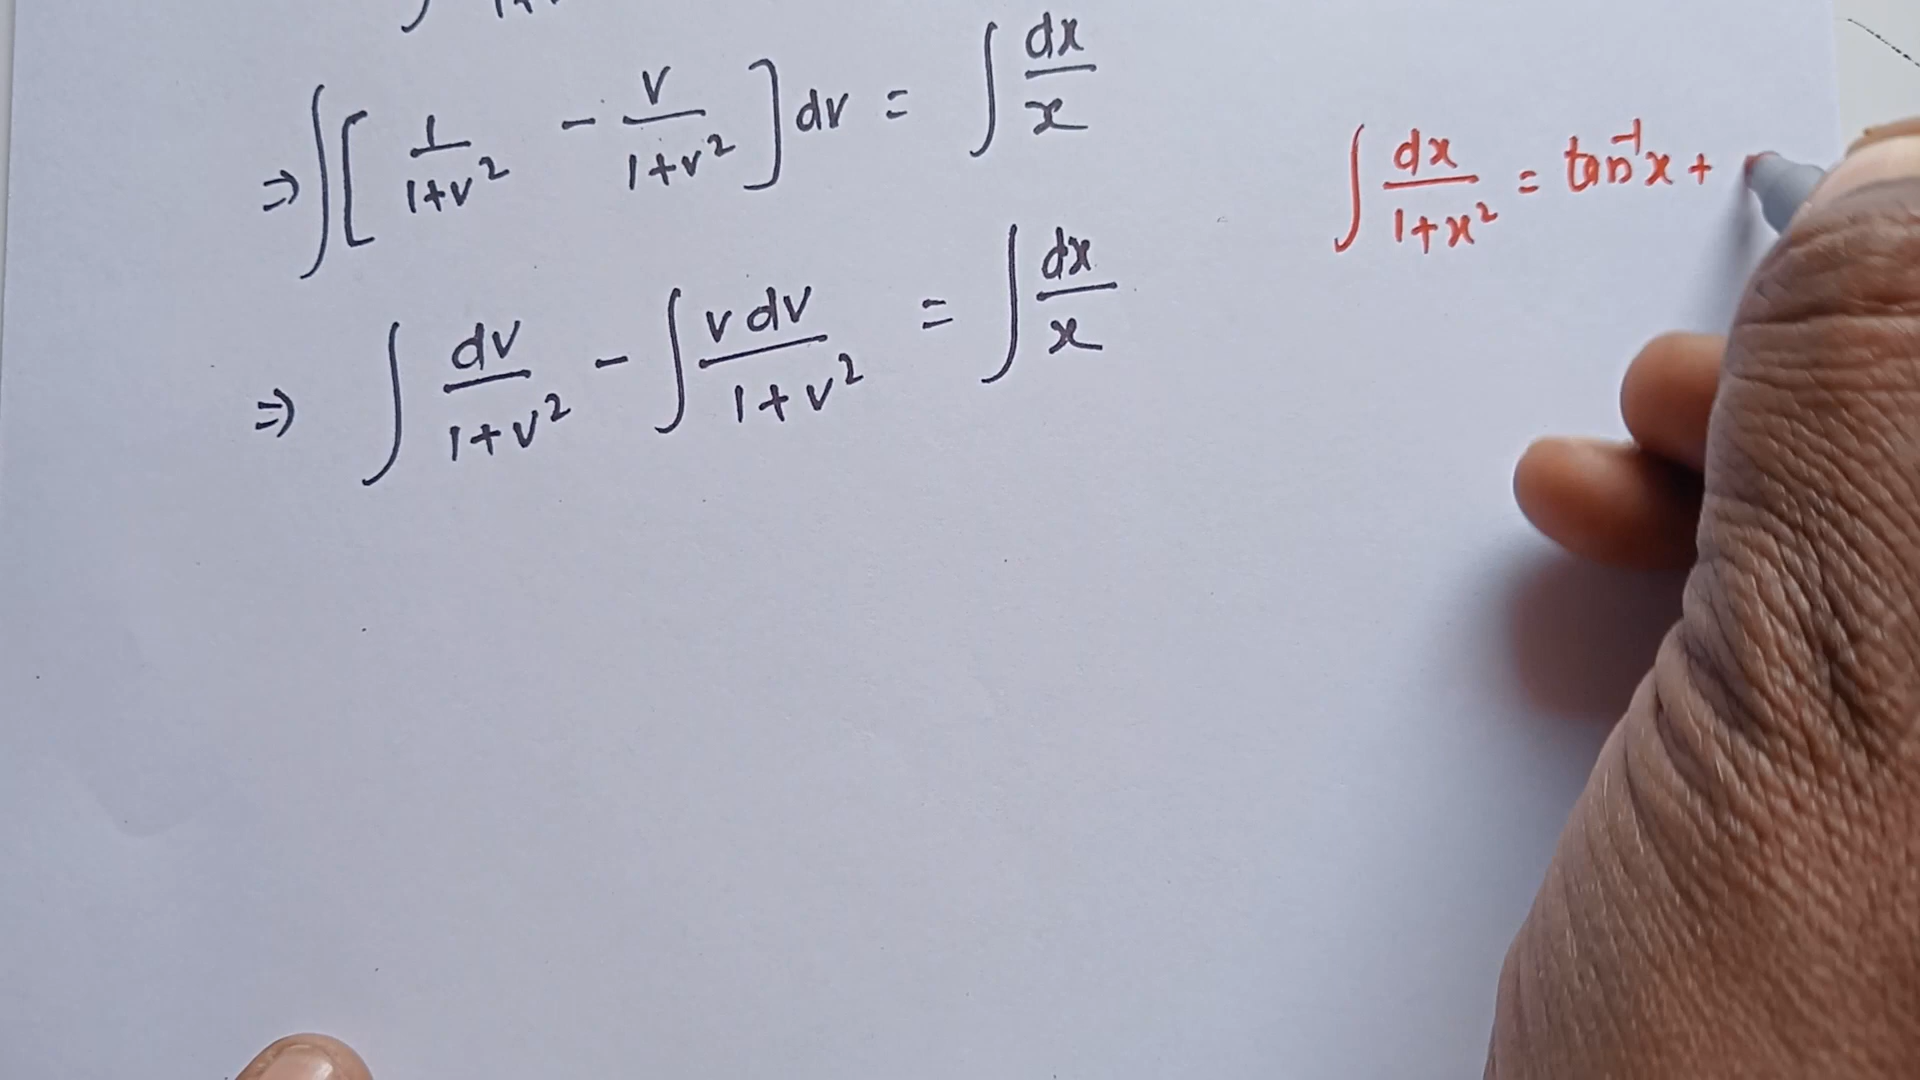 ⇒ ∫ [ 1/(1+v²) − v/(1+v²) ] dv = ∫ dx/x
⇒ ∫ dv/(1+v²) − ∫ v dv/(1+v²) = ∫ dx/x
∫ dx/(1+x²) = tan⁻¹x +